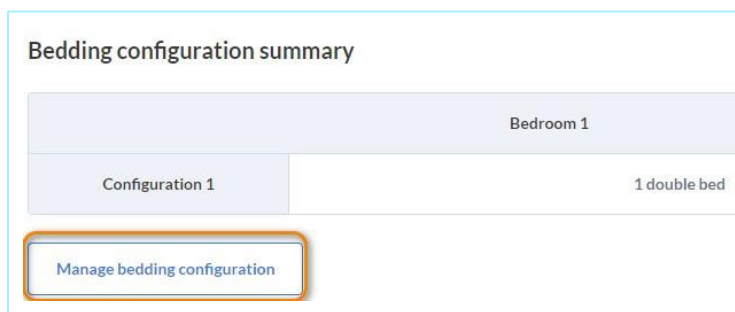 Bedding configuration summary
Bedroom 1
Configuration 1
1 double bed
Manage bedding configuration